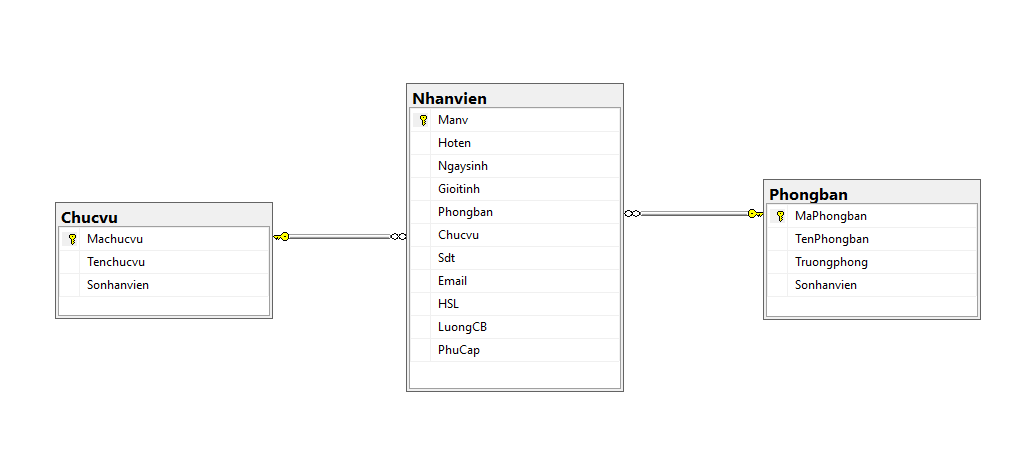 Chucvu
Machucvu
Tenchucvu
Sonhanvien
Nhanvien
Manv
Hoten
Ngaysinh
Gioitinh
Phongban
Chucvu
Sdt
Email
HSL
LuongCB
PhuCap
Phongban
MaPhongban
TenPhongban
Truongphong
Sonhanvien